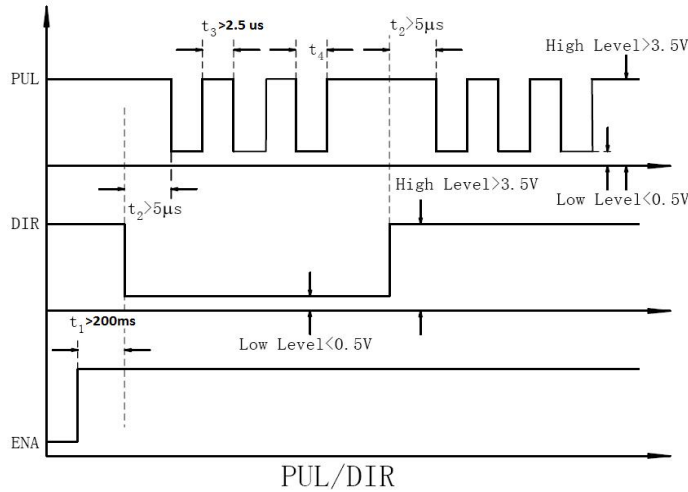 t3>2.5 us
t4
t2>5μs
High Level>3.5V
PUL
t2>5μs
High Level>3.5V
Low Level<0.5V
DIR
t1>200ms
Low Level<0.5V
ENA
PUL/DIR